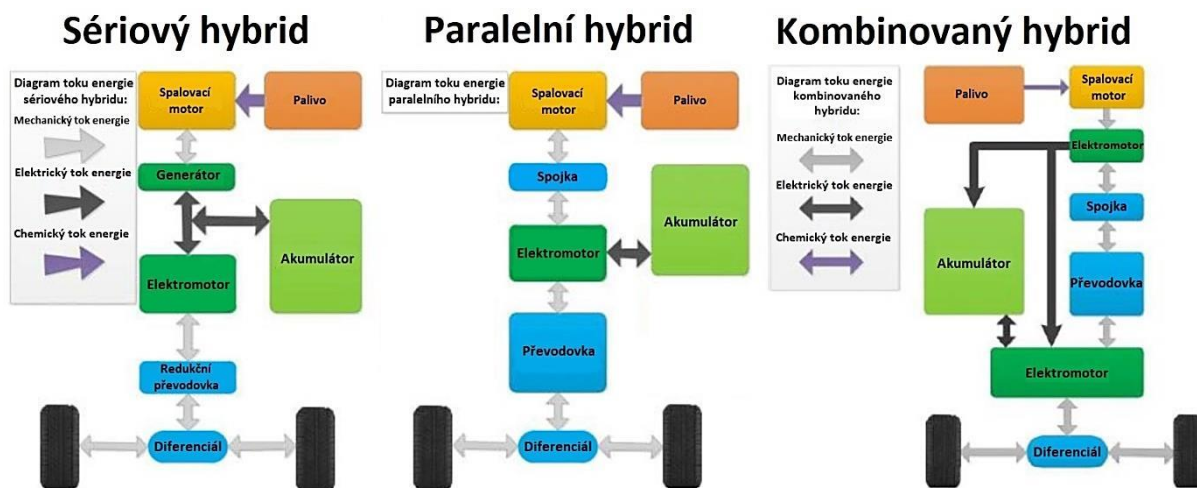 Sériový hybrid
Diagram toku energie
sériového hybridu:
Mechanický tok energie
Elektrický tok energie
Chemický tok energie
Spalovací
motor
Palivo
Generátor
Akumulátor
Elektromotor
Redukční
převodovka
Diferenciál
Paralelní hybrid
Diagram toku energie
paralelního hybridu:
Spalovací
motor
Palivo
Spojka
Akumulátor
Elektromotor
Převodovka
Diferenciál
Kombinovaný hybrid
Diagram toku energie
kombinovaného
hybridu:
Mechanický tok energie
Elektrický tok energie
Chemický tok energie
Palivo
Spalovací
motor
Elektromotor
Spojka
Akumulátor
Převodovka
Elektromotor
Diferenciál